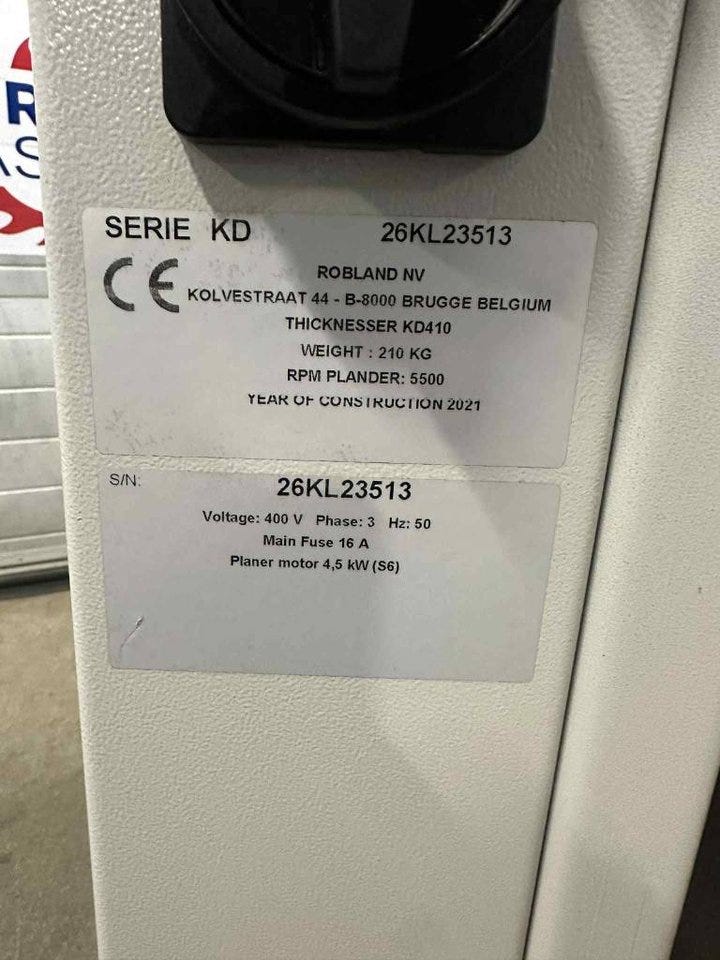 R
AS
SERIE KD 26KL23513
CE
ROBLAND NV
KOLVESTRAAT 44 - B-8000 BRUGGE BELGIUM
THICKNESSER KD410
WEIGHT : 210 KG
RPM PLANDER: 5500
YEAR OF CONSTRUCTION 2021
S/N: 26KL23513
Voltage: 400 V Phase: 3 Hz: 50
Main Fuse 16 A
Planer motor 4,5 kW (S6)